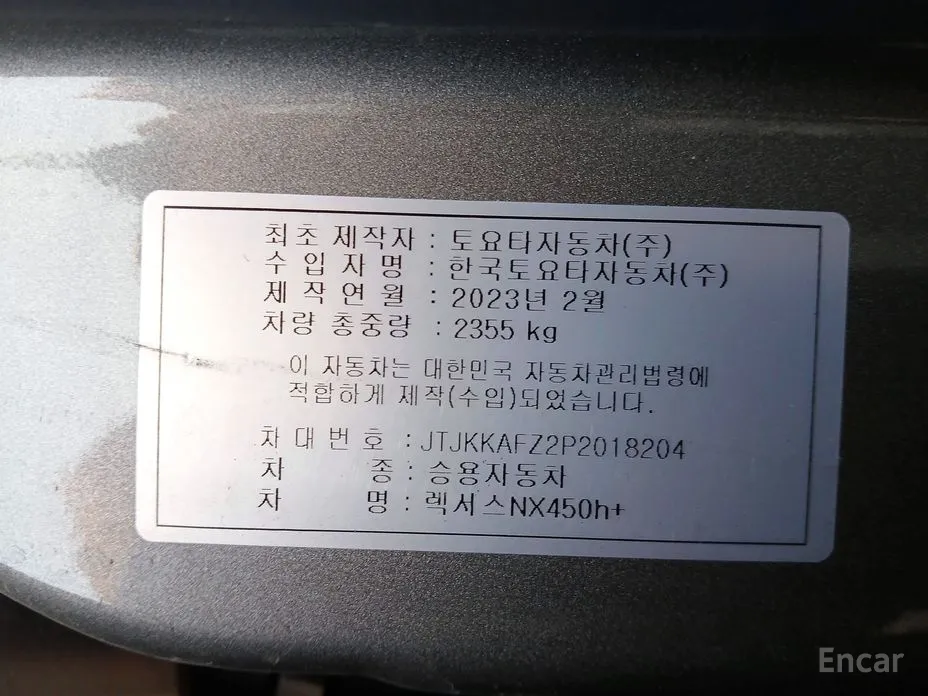 최초 제작자 : 토요타자동차(주)
수 입 자 명 : 한국토요타자동차(주)
제 작 연 월 : 2023년 2월
차량 총중량 : 2355 kg
이 자동차는 대한민국 자동차관리법령에
적합하게 제작(수입)되었습니다.
차 대 번 호 : JTJKKAFZ2P2018204
차 종 : 승용자동차
차 명 : 렉서스NX450h+
Encar